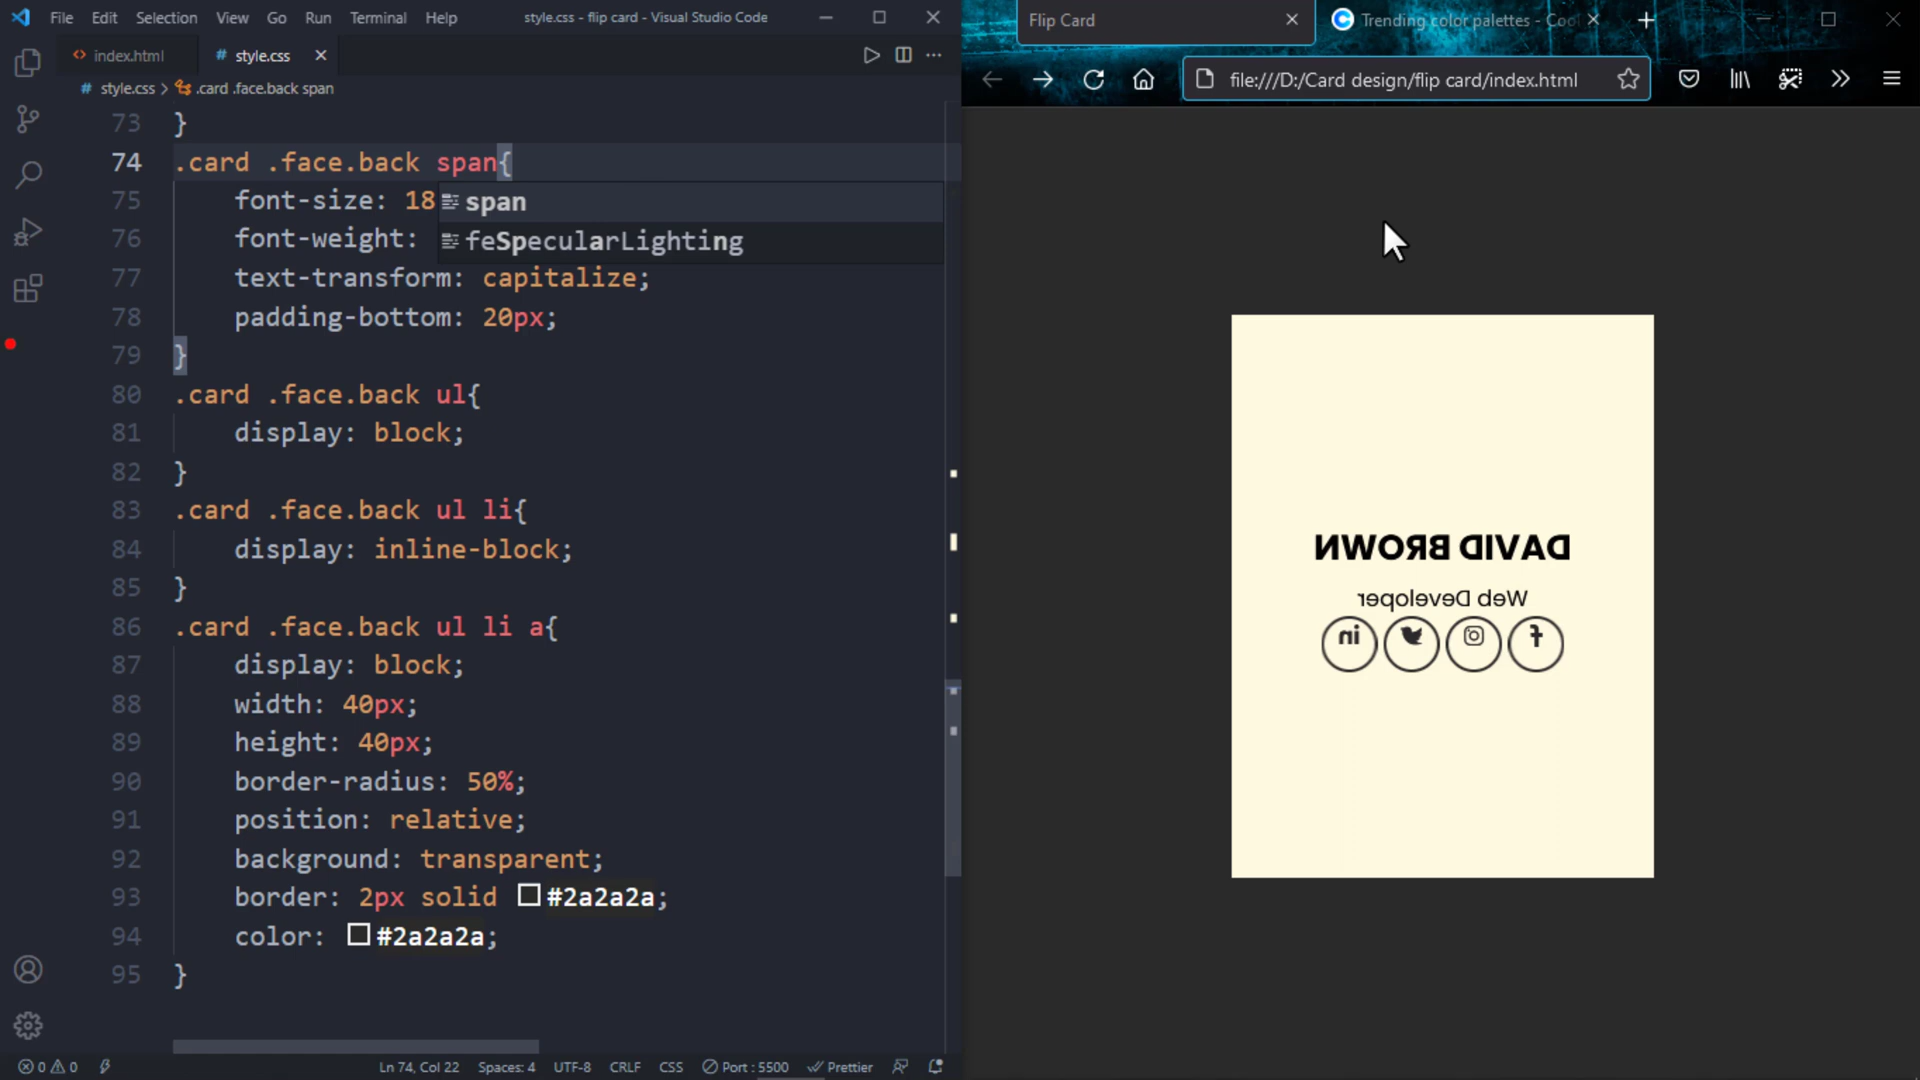 File Edit Selection View Go Run Terminal Help style.css - flip card - Visual Studio Code
index.html # style.css
# style.css > .card .face.back span
73 }
74 .card .face.back span{
75 font-size: 18
span
76 font-weight:
feSpecularLighting
77 text-transform: capitalize;
78 padding-bottom: 20px;
79 }
80 .card .face.back ul{
81 display: block;
82 }
83 .card .face.back ul li{
84 display: inline-block;
85 }
86 .card .face.back ul li a{
87 display: block;
88 width: 40px;
89 height: 40px;
90 border-radius: 50%;
91 position: relative;
92 background: transparent;
93 border: 2px solid #2a2a2a;
94 color: #2a2a2a;
95 }
0 0 Ln 74, Col 22 Spaces: 4 UTF-8 CRLF CSS Port : 5500 Prettier
Flip Card Trending color palettes - Coo
file:///D:/Card design/flip card/index.html
DAVID BROWN
Web Developer
in f